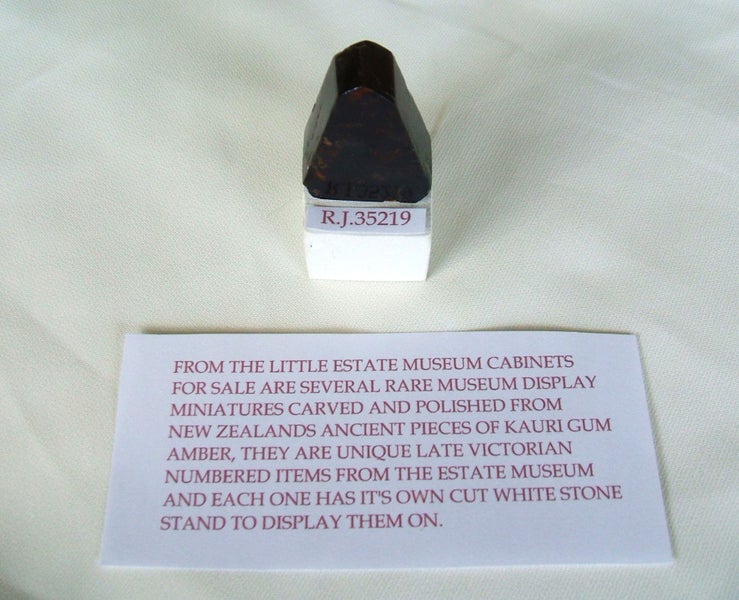 R.J.35219
FROM THE LITTLE ESTATE MUSEUM CABINETS
FOR SALE ARE SEVERAL RARE MUSEUM DISPLAY
MINIATURES CARVED AND POLISHED FROM
NEW ZEALANDS ANCIENT PIECES OF KAURI GUM
AMBER, THEY ARE UNIQUE LATE VICTORIAN
NUMBERED ITEMS FROM THE ESTATE MUSEUM
AND EACH ONE HAS IT'S OWN CUT WHITE STONE
STAND TO DISPLAY THEM ON.